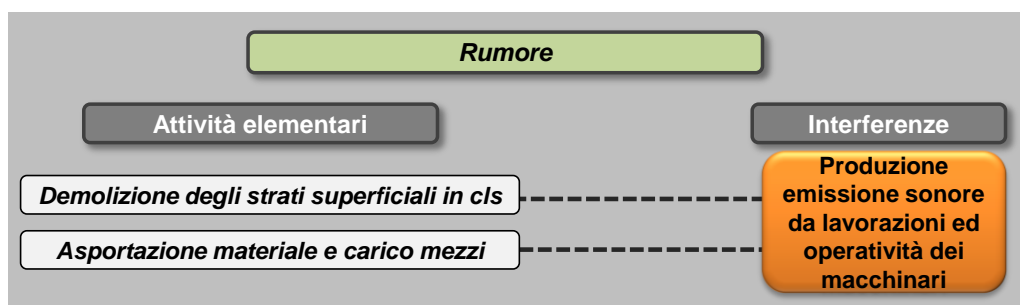 Rumore
Attività elementari
Interferenze
Demolizione degli strati superficiali in cls
Asportazione materiale e carico mezzi
Produzione
emissione sonore
da lavorazioni ed
operatività dei
macchinari